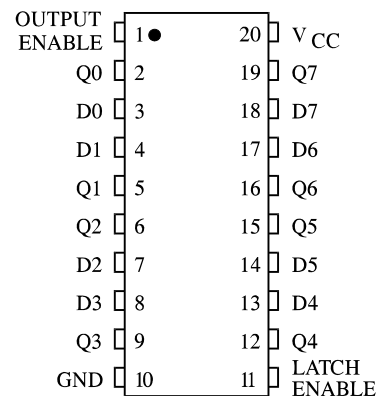 OUTPUT
ENABLE 1 20 V CC
Q0 2 19 Q7
D0 3 18 D7
D1 4 17 D6
Q1 5 16 Q6
Q2 6 15 Q5
D2 7 14 D5
D3 8 13 D4
Q3 9 12 Q4
GND 10 11 LATCH
ENABLE